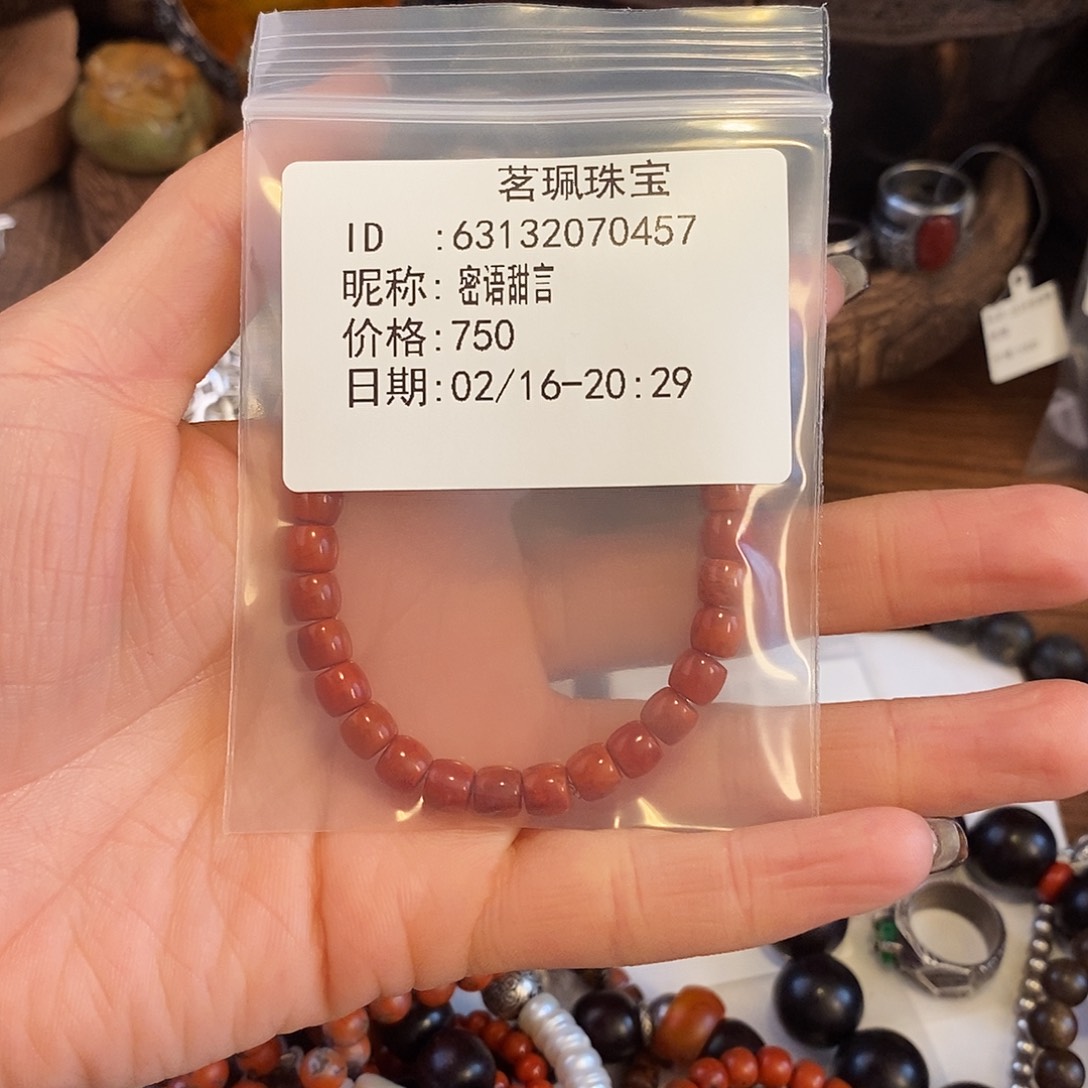 茗珮珠宝
ID :63132070457
昵称: 密语甜言
价格:750
日期:02/16-20:29